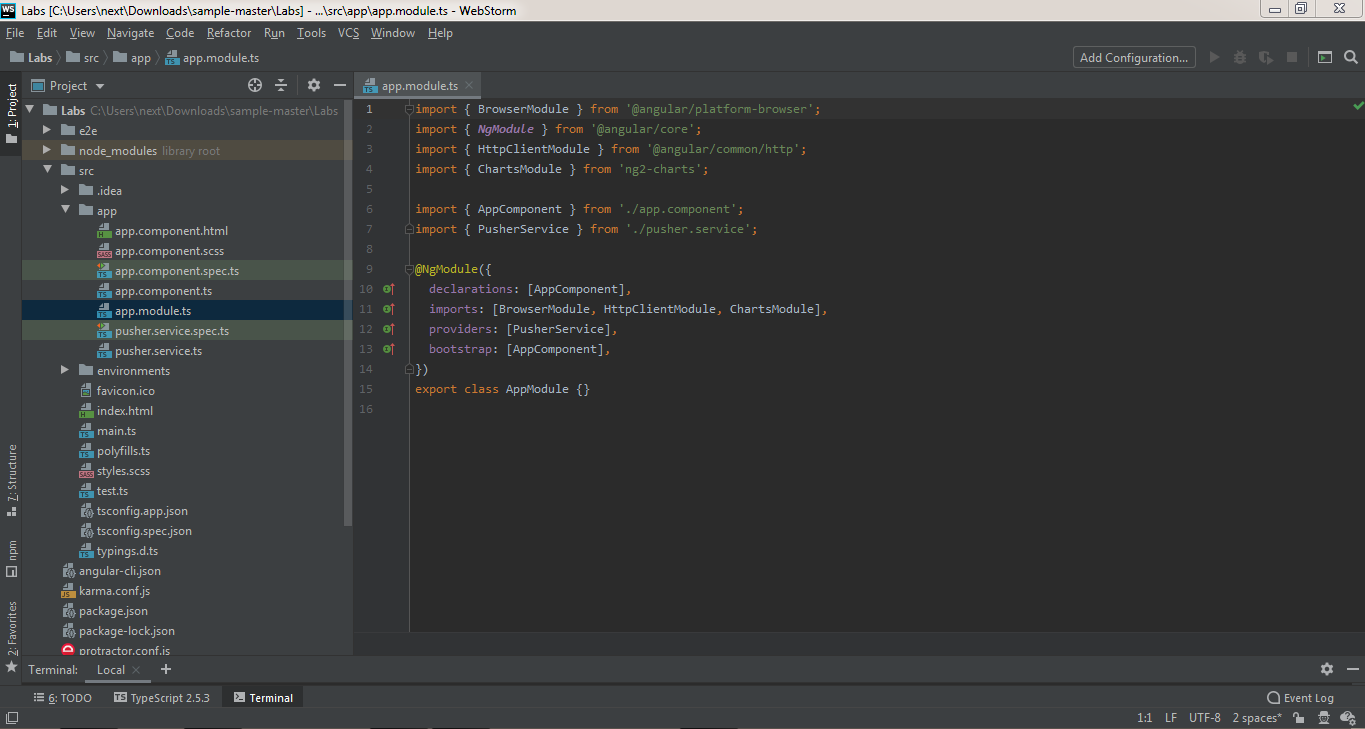 WS Labs [C:\Users\next\Downloads\sample-master\Labs] - ...\src\app\app.module.ts - WebStorm
File Edit View Navigate Code Refactor Run Tools VCS Window Help
Labs src app app.module.ts Add Configuration...
1: Project
Project
app.module.ts
Labs C:\Users\next\Downloads\sample-master\Labs
e2e
node_modules library root
src
.idea
app
app.component.html
app.component.scss
app.component.spec.ts
app.component.ts
app.module.ts
pusher.service.spec.ts
pusher.service.ts
environments
favicon.ico
index.html
main.ts
polyfills.ts
styles.scss
test.ts
tsconfig.app.json
tsconfig.spec.json
typings.d.ts
angular-cli.json
karma.conf.js
package.json
package-lock.json
protractor.conf.js
7: Structure
npm
2: Favorites
1 import { BrowserModule } from '@angular/platform-browser';
2 import { NgModule } from '@angular/core';
3 import { HttpClientModule } from '@angular/common/http';
4 import { ChartsModule } from 'ng2-charts';
5
6 import { AppComponent } from './app.component';
7 import { PusherService } from './pusher.service';
8
9 @NgModule({
10 declarations: [AppComponent],
11 imports: [BrowserModule, HttpClientModule, ChartsModule],
12 providers: [PusherService],
13 bootstrap: [AppComponent],
14 })
15 export class AppModule {}
16
Terminal: Local
6: TODO TypeScript 2.5.3 Terminal Event Log
1:1 LF UTF-8 2 spaces*